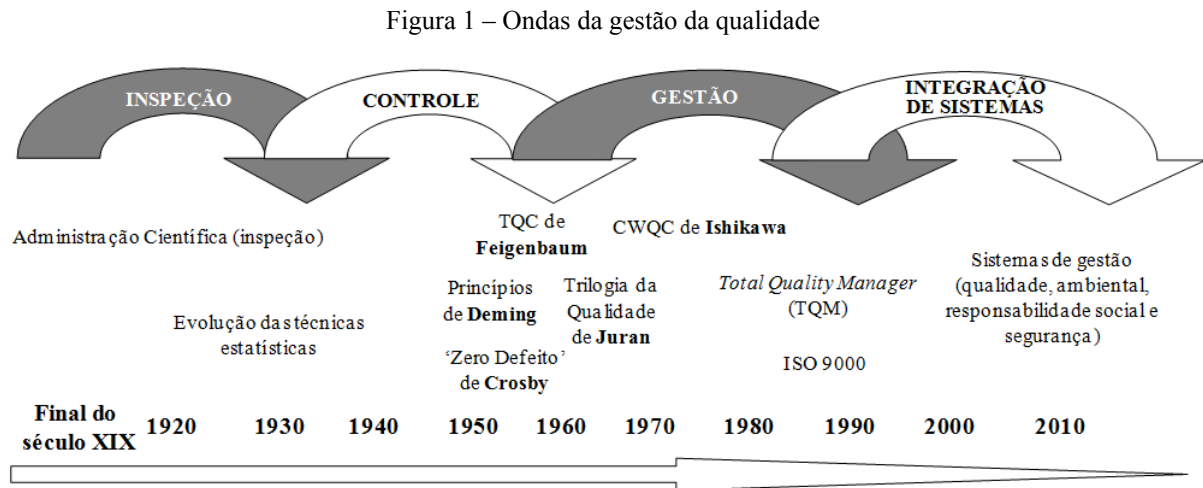 Figura 1 – Ondas da gestão da qualidade
INSPEÇÃO
CONTROLE
GESTÃO
INTEGRAÇÃO
DE SISTEMAS
Administração Científica (inspeção)
Evolução das técnicas
estatísticas
TQC de
Feigenbaum
Princípios
de Deming
'Zero Defeito'
de Crosby
CWQC de Ishikawa
Trilogia da
Qualidade
de Juran
Total Quality Manager
(TQM)
ISO 9000
Sistemas de gestão
(qualidade, ambiental,
responsabilidade social e
segurança)
Final do
século XIX
1920
1930
1940
1950
1960
1970
1980
1990
2000
2010